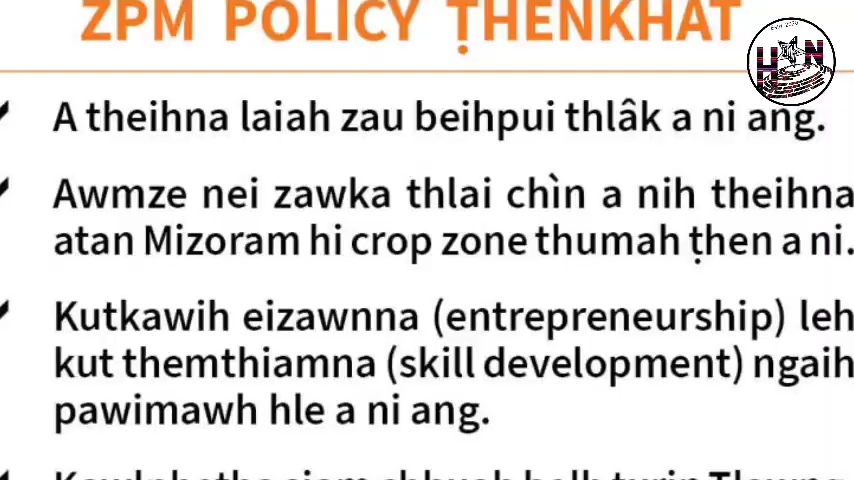 ZPM POLICY ṬHENKHAT
A theihna laiah zau beihpui thlâk a ni ang.
Awmze nei zawka thlai chìn a nih theihna
atan Mizoram hi crop zone thumah ṭhen a ni.
Kutkawih eizawnna (entrepreneurship) leh
kut themthiamna (skill development) ngaih
pawimawh hle a ni ang.